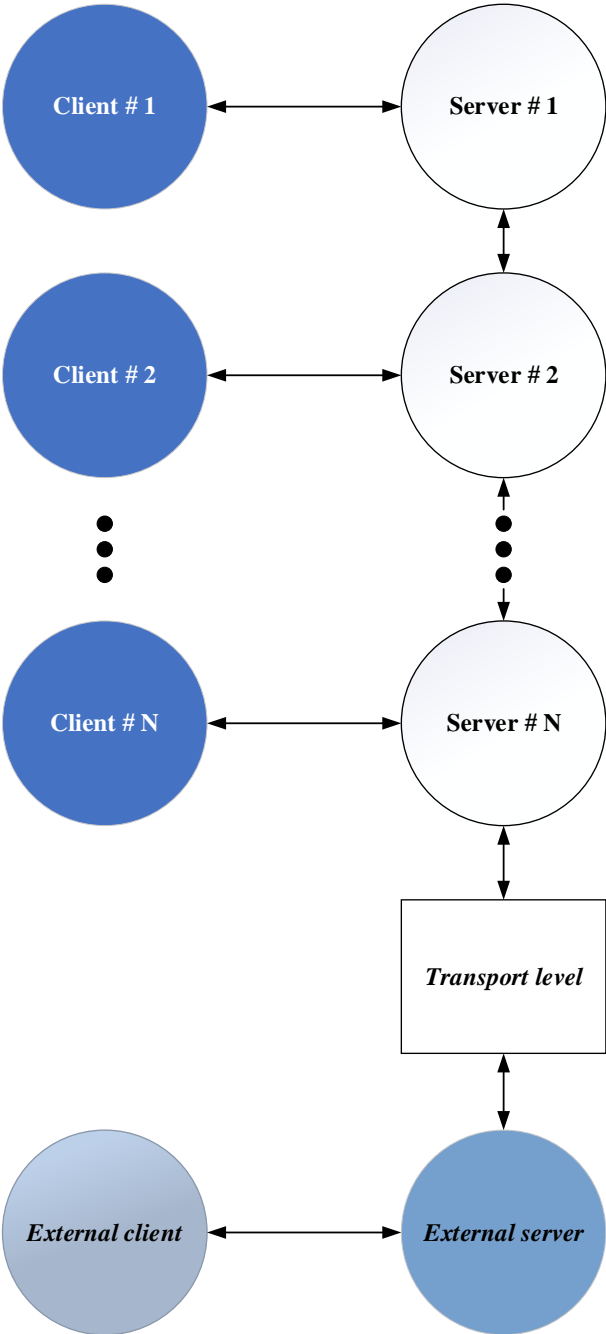 Client # 1
Server # 1
Client # 2
Server # 2
Client # N
Server # N
Transport level
External client
External server